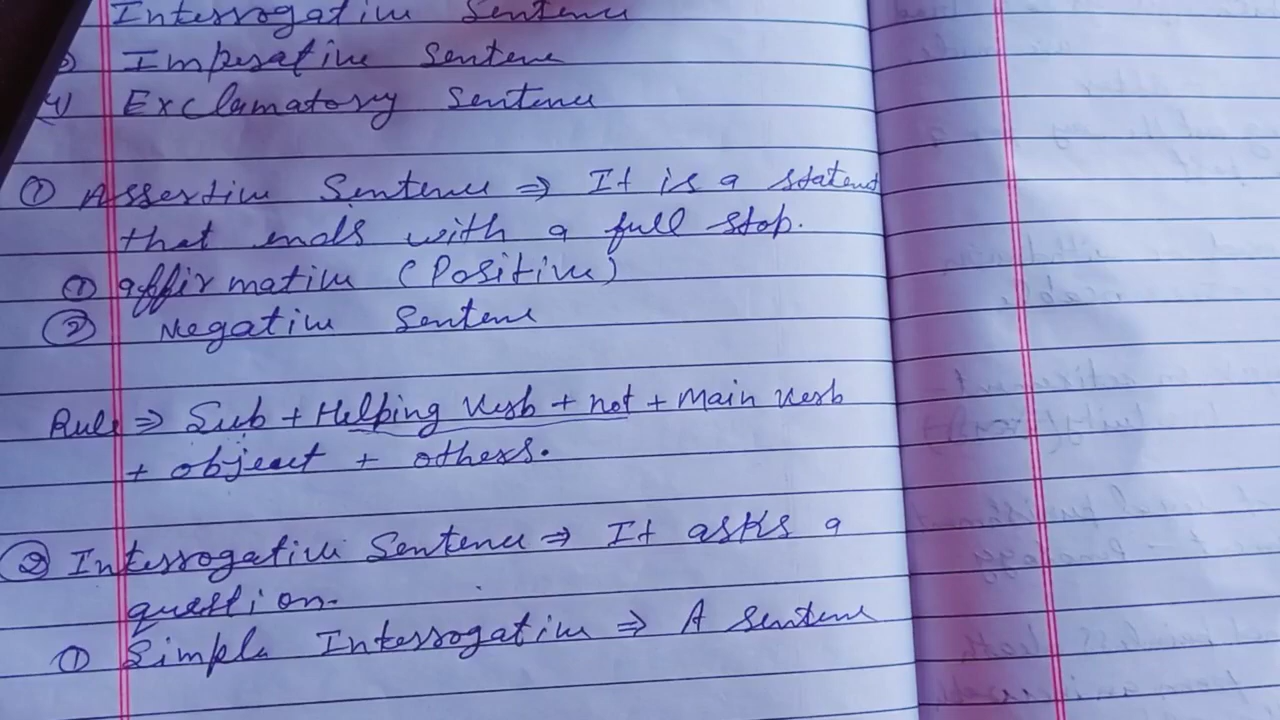 Interrogative Sentence
3) Imperative Sentence
4) Exclamatory Sentence
① Assertive Sentence ⇒ It is a statement
that ends with a full stop.
① affirmative (Positive)
② Negative Sentence
Rule ⇒ Sub + Helping Verb + not + Main Verb
+ object + others.
② Interrogative Sentence ⇒ It asks a
question.
① Simple Interrogative ⇒ A sentence